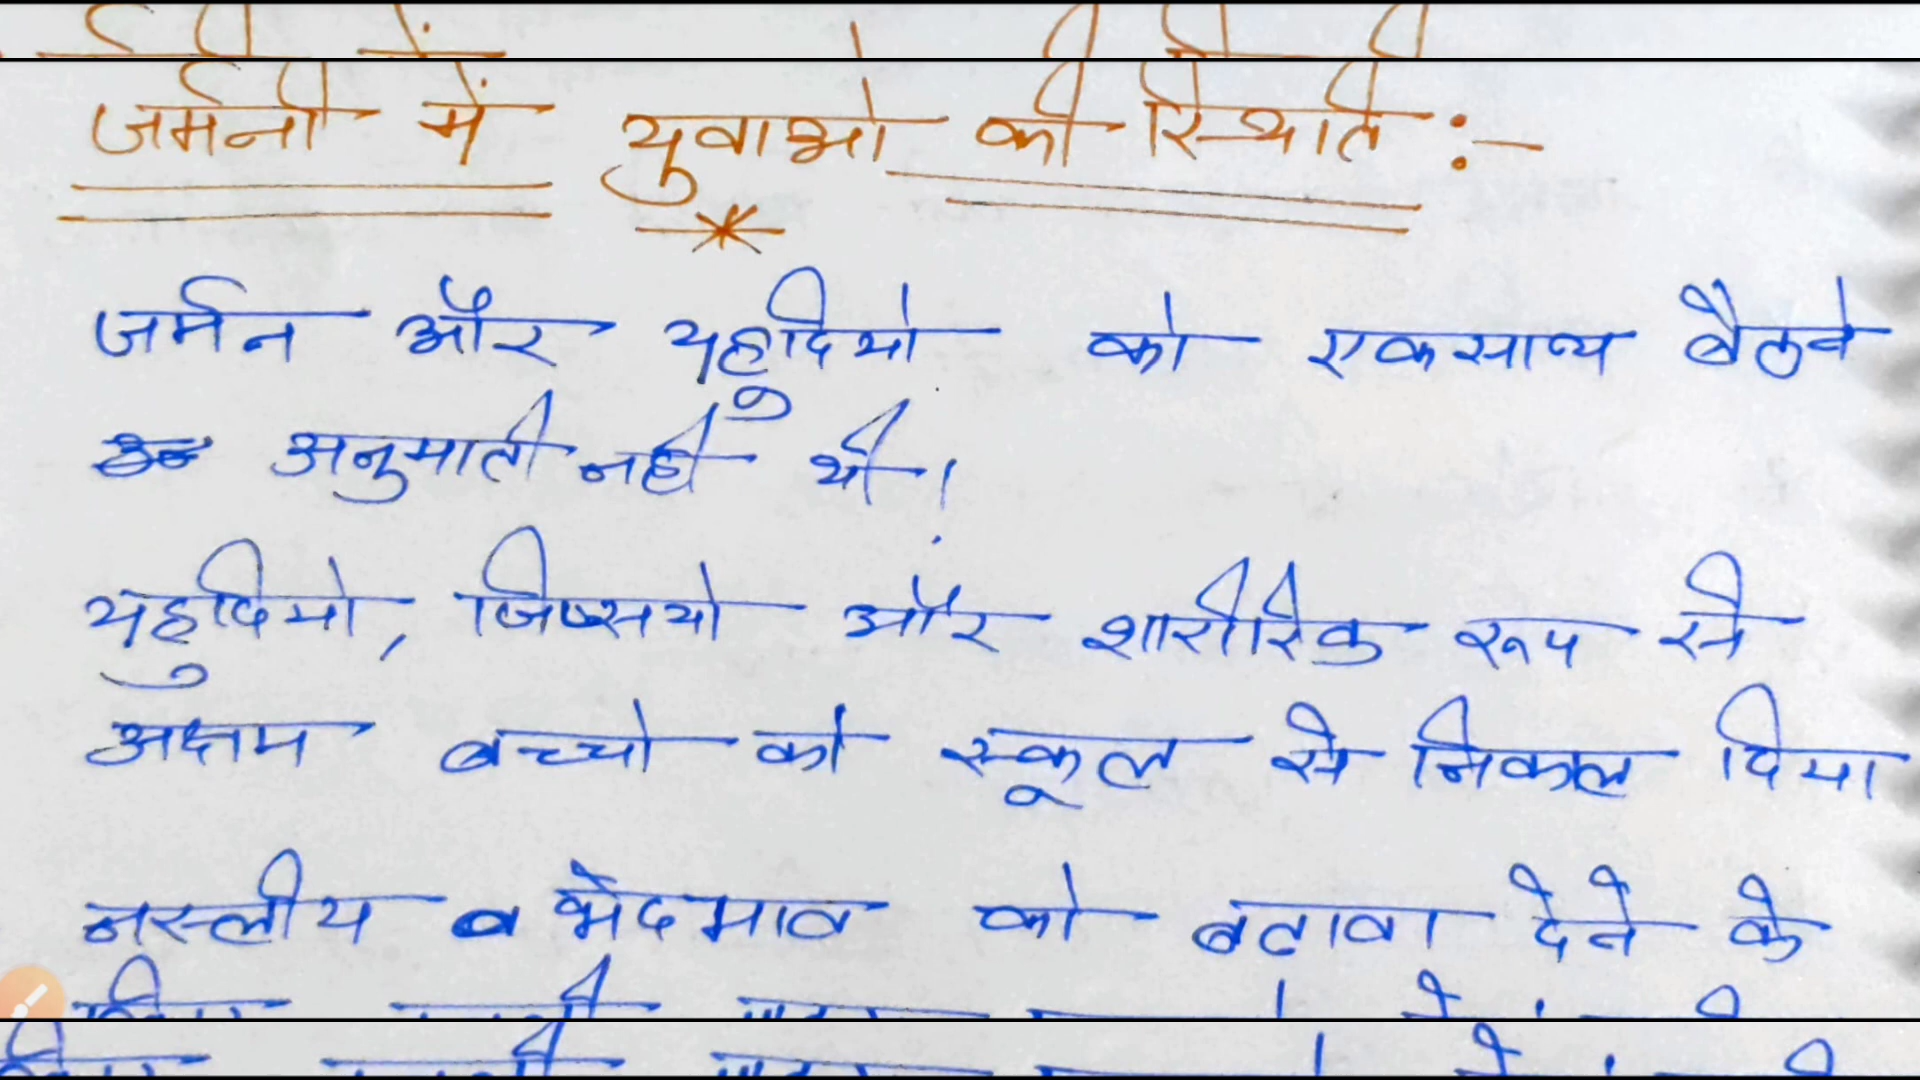 जर्मनी में युवाओ की स्थिति :-
जर्मन और यहूदियो को एकसाथ बैठने
अनुमाती नही थी।
यहुदियो, जिप्सयो और शारीरिक रूप से
अक्षम बच्चो को स्कूल से निकाल दिया
नस्लीय व भेदभाव को बढावा देने के